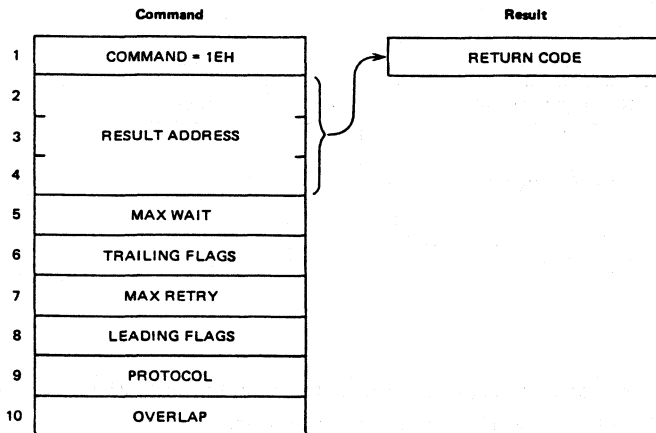 Command
Result
1 COMMAND = 1EH
RETURN CODE
2
3 RESULT ADDRESS
4
5 MAX WAIT
6 TRAILING FLAGS
7 MAX RETRY
8 LEADING FLAGS
9 PROTOCOL
10 OVERLAP